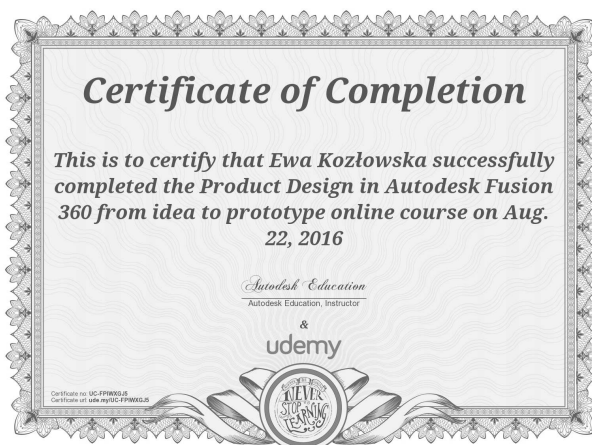 Certificate of Completion
This is to certify that Ewa Kozłowska successfully
completed the Product Design in Autodesk Fusion
360 from idea to prototype online course on Aug.
22, 2016
Autodesk Education
Autodesk Education, Instructor
&
udemy
Certificate no: UC-FPIWXGJ5
Certificate url: ude.my/UC-FPIWXGJ5
NEVER
STOP
LEARNING